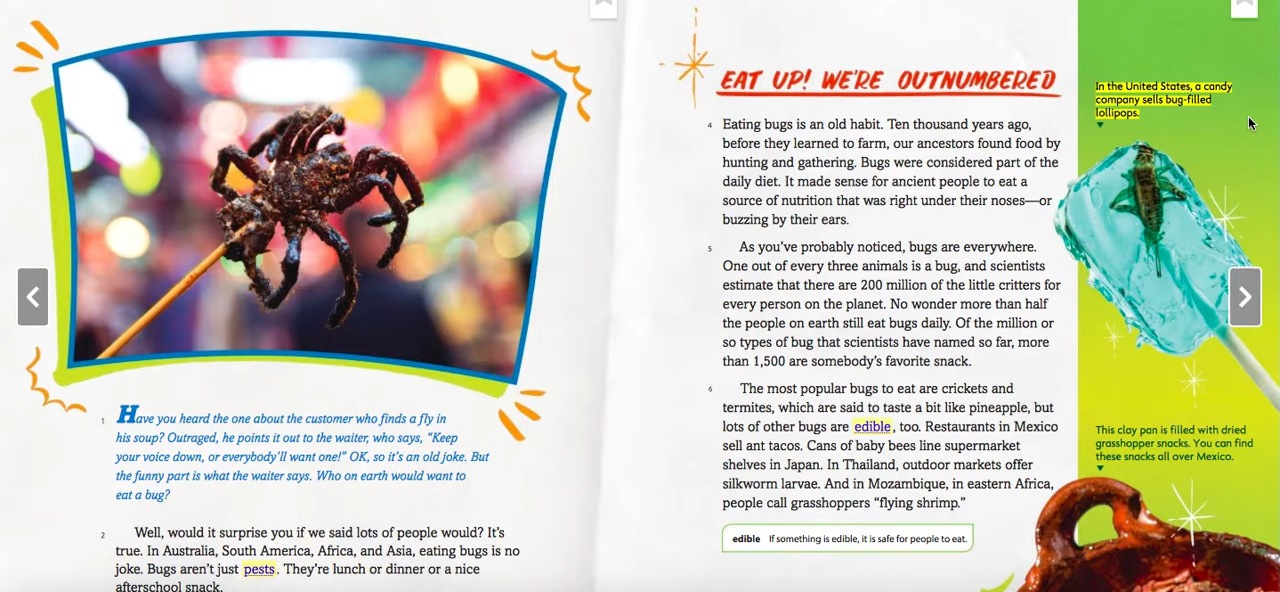 1 Have you heard the one about the customer who finds a fly in
his soup? Outraged, he points it out to the waiter, who says, “Keep
your voice down, or everybody’ll want one!” OK, so it’s an old joke. But
the funny part is what the waiter says. Who on earth would want to
eat a bug?
2 Well, would it surprise you if we said lots of people would? It’s
true. In Australia, South America, Africa, and Asia, eating bugs is no
joke. Bugs aren’t just pests. They’re lunch or dinner or a nice
afterschool snack.
EAT UP! WE’RE OUTNUMBERED
4 Eating bugs is an old habit. Ten thousand years ago,
before they learned to farm, our ancestors found food by
hunting and gathering. Bugs were considered part of the
daily diet. It made sense for ancient people to eat a
source of nutrition that was right under their noses—or
buzzing by their ears.
5 As you’ve probably noticed, bugs are everywhere.
One out of every three animals is a bug, and scientists
estimate that there are 200 million of the little critters for
every person on the planet. No wonder more than half
the people on earth still eat bugs daily. Of the million or
so types of bug that scientists have named so far, more
than 1,500 are somebody’s favorite snack.
6 The most popular bugs to eat are crickets and
termites, which are said to taste a bit like pineapple, but
lots of other bugs are edible, too. Restaurants in Mexico
sell ant tacos. Cans of baby bees line supermarket
shelves in Japan. In Thailand, outdoor markets offer
silkworm larvae. And in Mozambique, in eastern Africa,
people call grasshoppers “flying shrimp.”
edible If something is edible, it is safe for people to eat.
In the United States, a candy
company sells bug-filled
lollipops.
This clay pan is filled with dried
grasshopper snacks. You can find
these snacks all over Mexico.